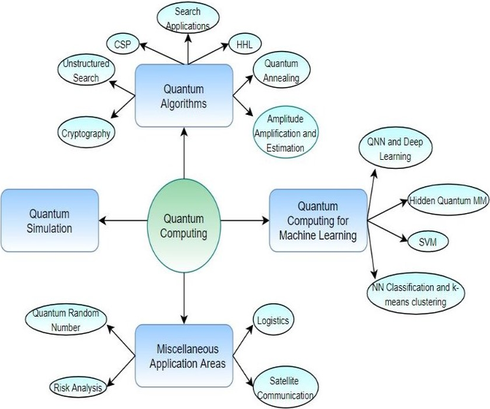 Search
Applications
CSP
HHL
Unstructured
Search
Quantum
Annealing
Quantum
Algorithms
Cryptography
Amplitude
Amplification and
Estimation
QNN and Deep
Learning
Quantum
Simulation
Quantum
Computing
Quantum
Computing for
Machine Learning
Hidden Quantum MM
SVM
NN Classification and k-
means clustering
Quantum Random
Number
Logistics
Miscellaneous
Application Areas
Risk Analysis
Satellite
Communication